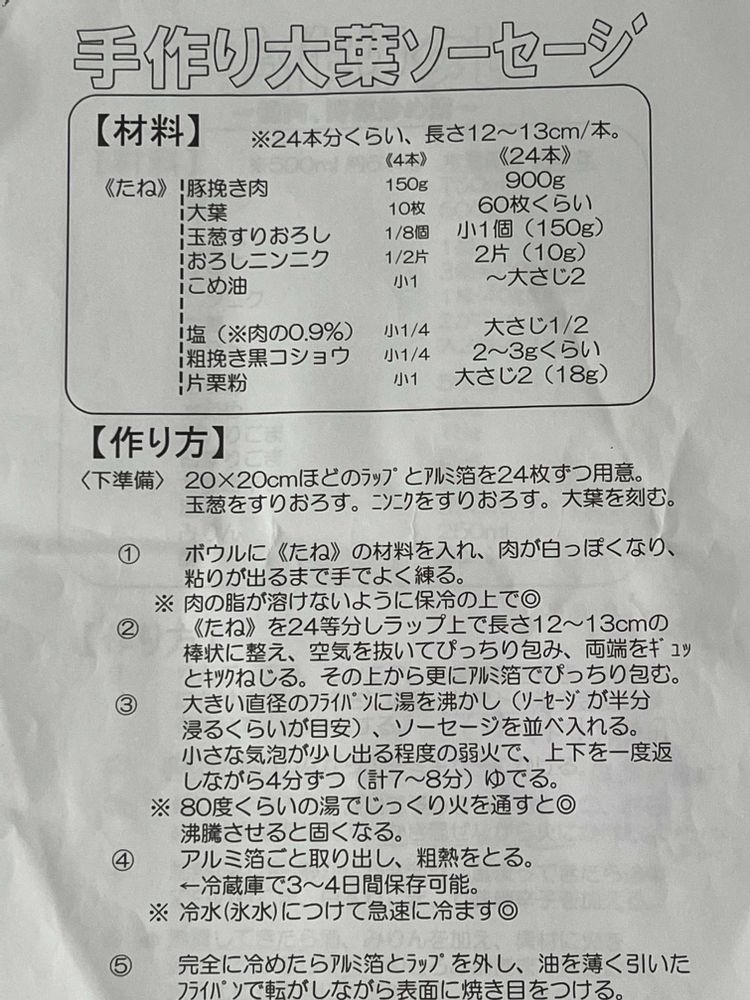 手作り大葉ソーセージ
【材料】 ※24本分くらい、長さ12〜13cm/本。
《4本》 《24本》
《たね》 豚挽き肉 150g 900g
大葉 10枚 60枚くらい
玉葱すりおろし 1/8個 小1個（150g）
おろしニンニク 1/2片 2片（10g）
こめ油 小1 〜大さじ2
塩（※肉の0.9%） 小1/4 大さじ1/2
粗挽き黒コショウ 小1/4 2〜3gくらい
片栗粉 小1 大さじ2（18g）
【作り方】
〈下準備〉 20×20cmほどのﾗｯﾌﾟとｱﾙﾐ箔を24枚ずつ用意。
玉葱をすりおろす。ﾆﾝﾆｸをすりおろす。大葉を刻む。
① ボウルに《たね》の材料を入れ、肉が白っぽくなり、
粘りが出るまで手でよく練る。
※ 肉の脂が溶けないように保冷の上で◎
② 《たね》を24等分しラップ上で長さ12〜13cmの
棒状に整え、空気を抜いてぴっちり包み、両端をｷﾞｭｯ
とｷﾂｸねじる。その上から更にｱﾙﾐ箔でぴっちり包む。
③ 大きい直径のﾌﾗｲﾊﾟﾝに湯を沸かし（ｿｰｾｰｼﾞが半分
浸るくらいが目安）、ソーセージを並べ入れる。
小さな気泡が少し出る程度の弱火で、上下を一度返
しながら4分ずつ（計7〜8分）ゆでる。
※ 80度くらいの湯でじっくり火を通すと◎
沸騰させると固くなる。
④ アルミ箔ごと取り出し、粗熱をとる。
←冷蔵庫で3〜4日間保存可能。
※ 冷水(氷水)につけて急速に冷ます◎
⑤ 完全に冷めたらｱﾙﾐ箔とﾗｯﾌﾟを外し、油を薄く引いた
ﾌﾗｲﾊﾟﾝで転がしながら表面に焼き目をつける。